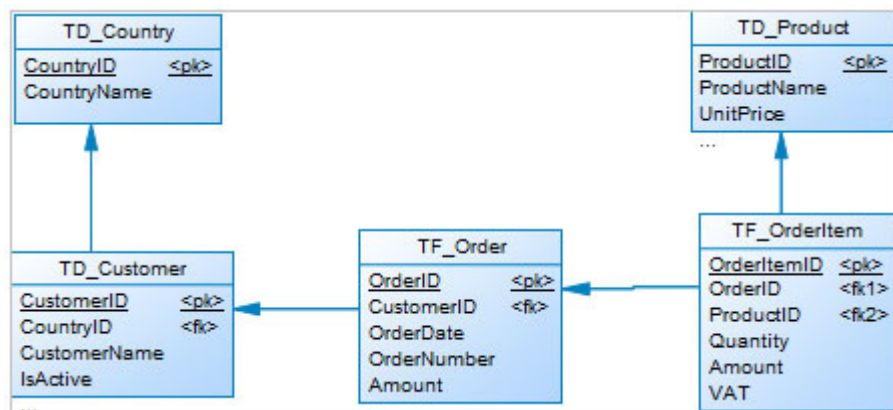 TD_Country
CountryID <pk>
CountryName
TD_Product
ProductID <pk>
ProductName
UnitPrice
...
TD_Customer
CustomerID <pk>
CountryID <fk>
CustomerName
IsActive
...
TF_Order
OrderID <pk>
CustomerID <fk>
OrderDate
OrderNumber
Amount
TF_OrderItem
OrderItemID <pk>
OrderID <fk1>
ProductID <fk2>
Quantity
Amount
VAT